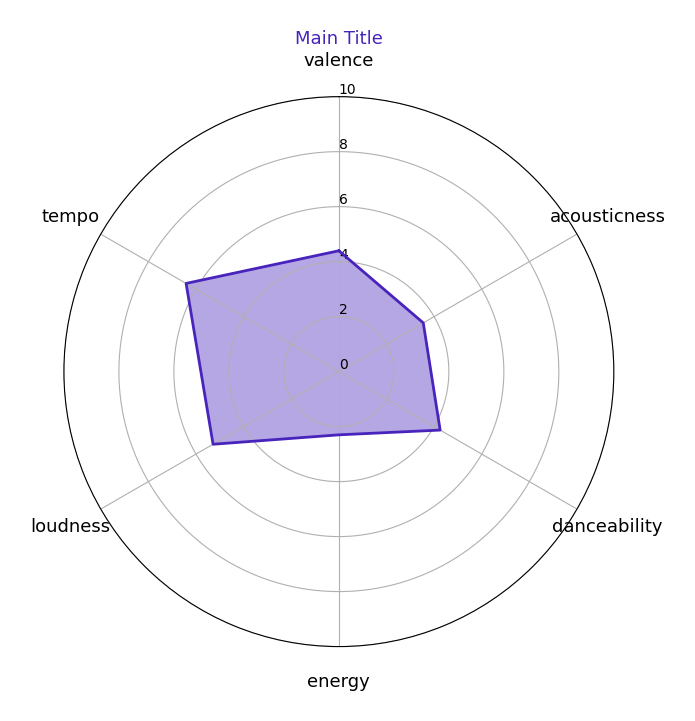 Main Title
valence
10
8
tempo
6
acousticness
4
2
0
loudness
danceability
energy